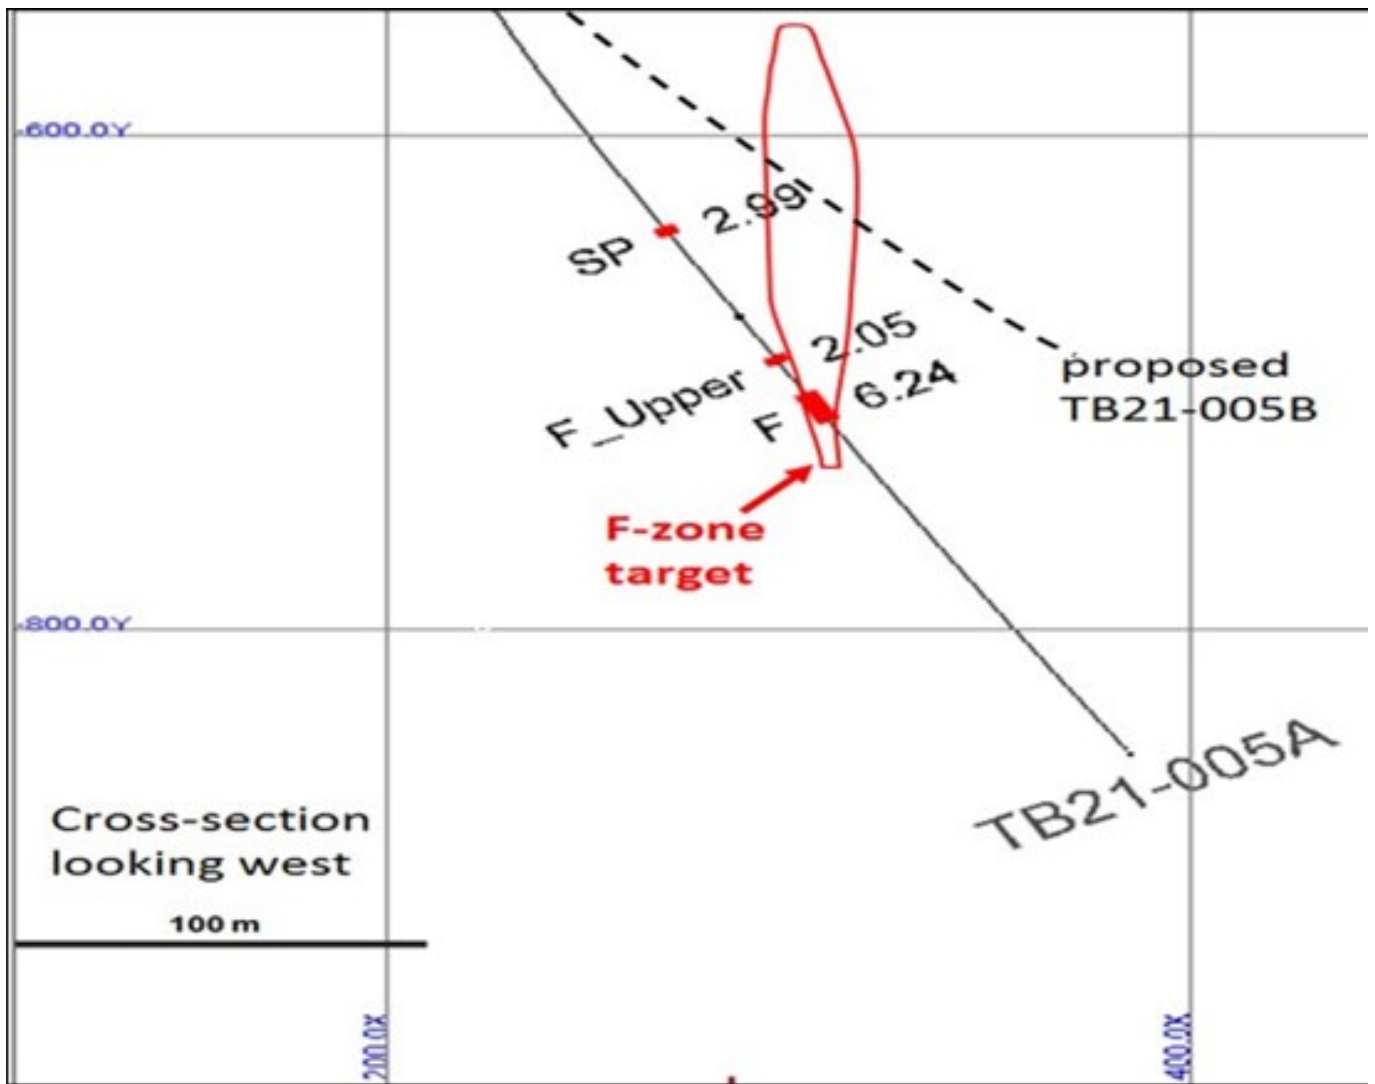 -600.0Y
2.99
SP
2.05
F_Upper
6.24
F
proposed
TB21-005B
F-zone
target
-800.0Y
TB21-005A
Cross-section
looking west
100 m
200.0X
400.0X